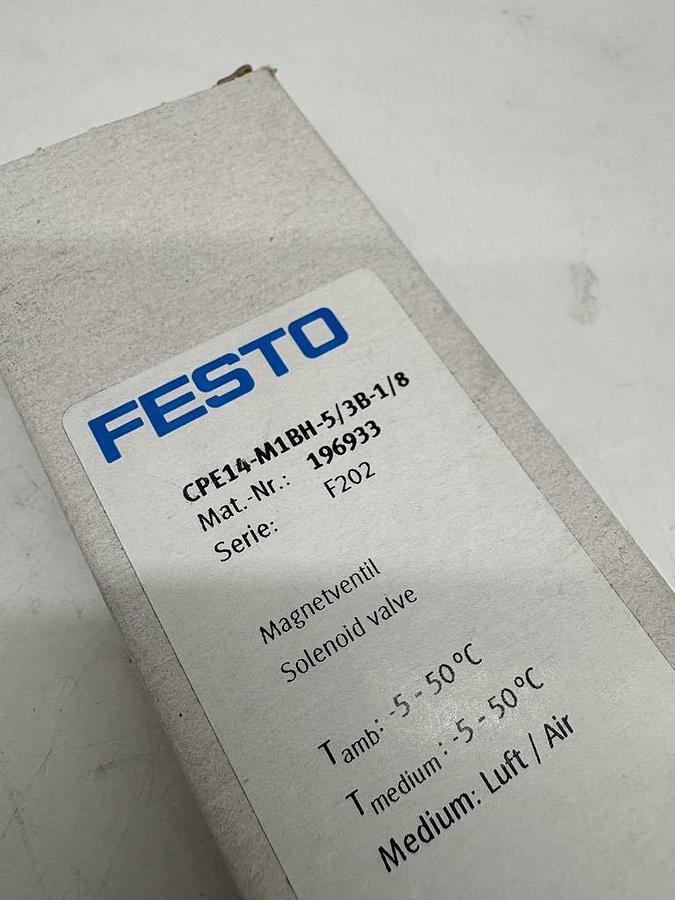 FESTO
CPE14-M1BH-5/3B-1/8
Mat.-Nr.: 196933
Serie: F202
Magnetventil
Solenoid valve
Tamb: -5 - 50°C
Tmedium: -5 - 50°C
Medium: Luft / Air